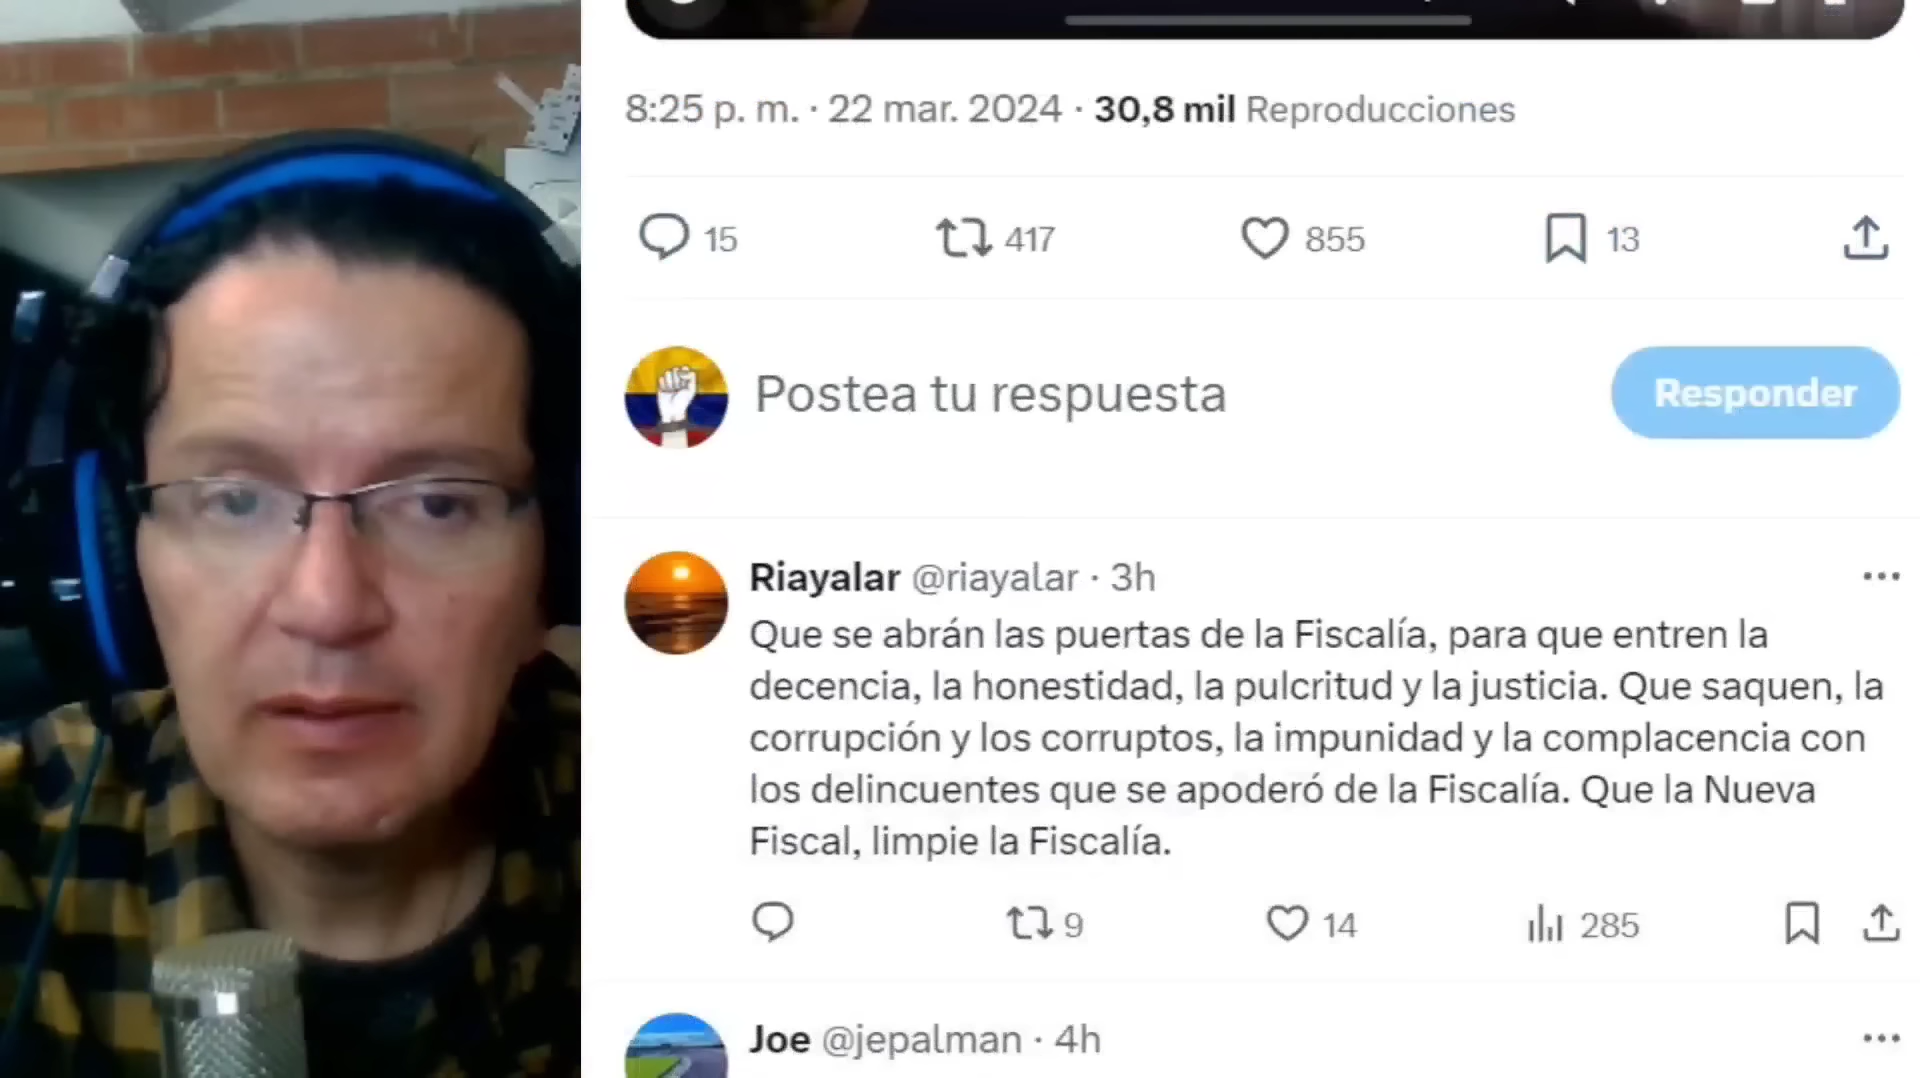 8:25 p. m. · 22 mar. 2024 · 30,8 mil Reproducciones
15 417 855 13
Postea tu respuesta Responder
Riayalar @riayalar · 3h
Que se abrán las puertas de la Fiscalía, para que entren la
decencia, la honestidad, la pulcritud y la justicia. Que saquen, la
corrupción y los corruptos, la impunidad y la complacencia con
los delincuentes que se apoderó de la Fiscalía. Que la Nueva
Fiscal, limpie la Fiscalía.
9 14 285
Joe @jepalman · 4h